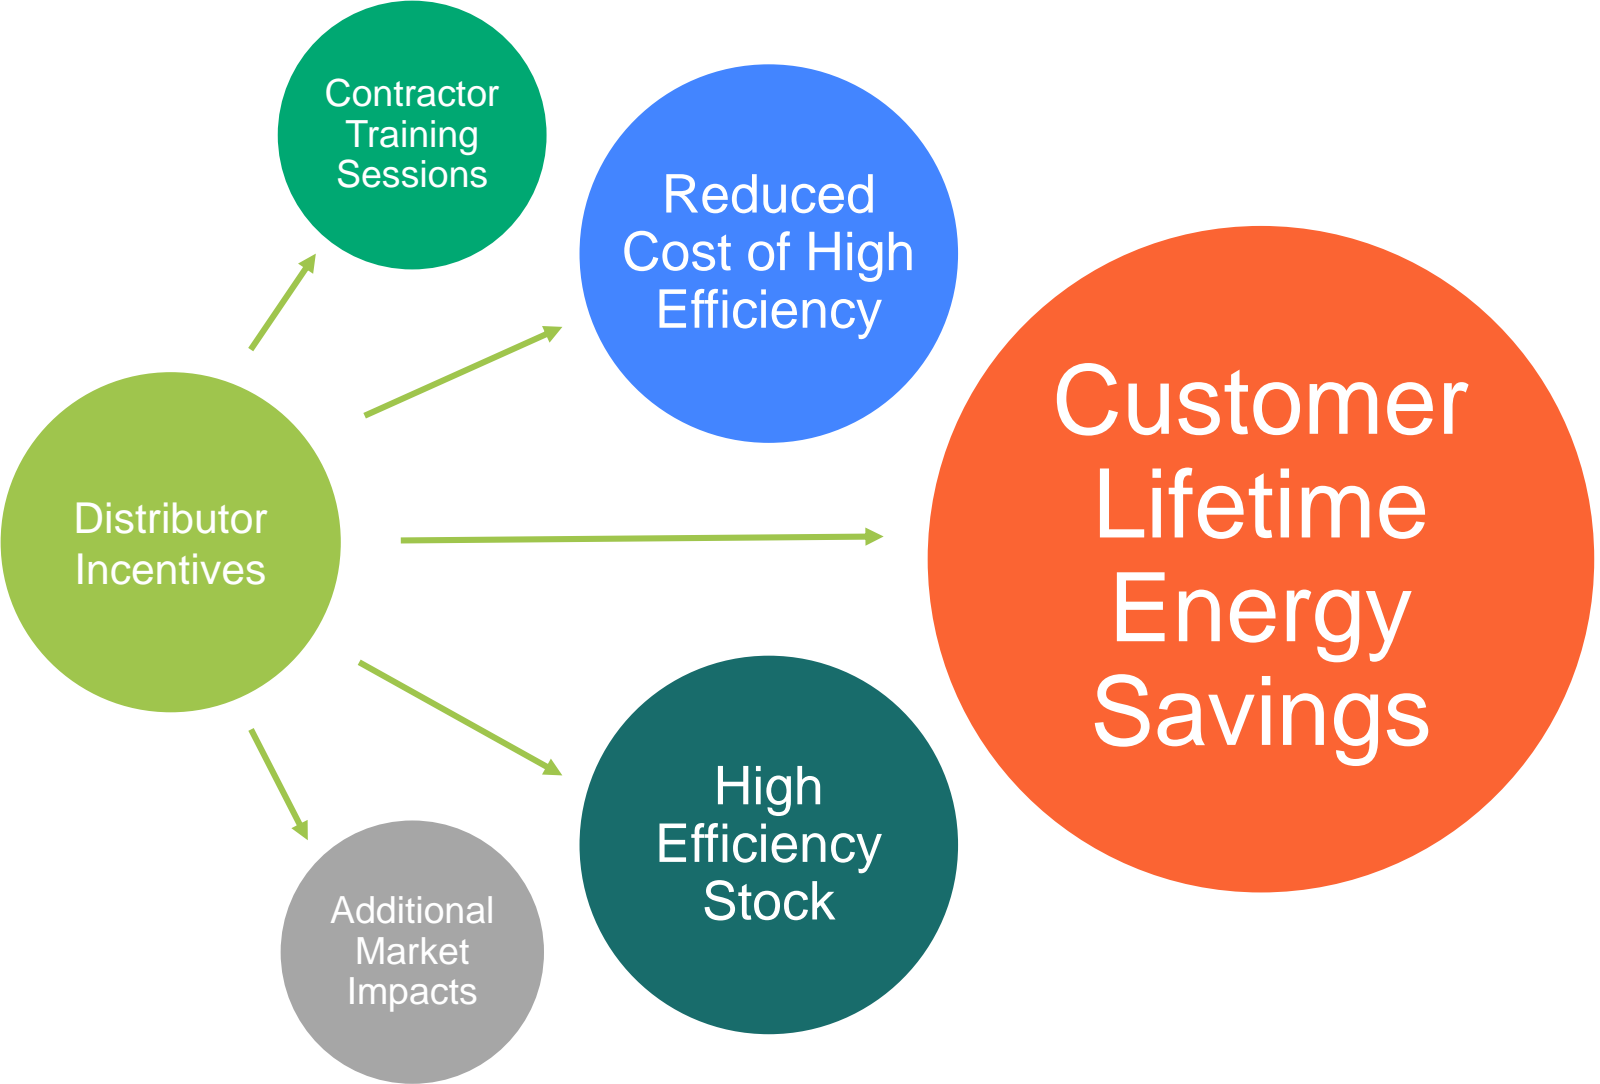 Contractor
Training
Sessions
Reduced
Cost of High
Efficiency
Customer
Lifetime
Energy
Savings
Distributor
Incentives
High
Efficiency
Stock
Additional
Market
Impacts